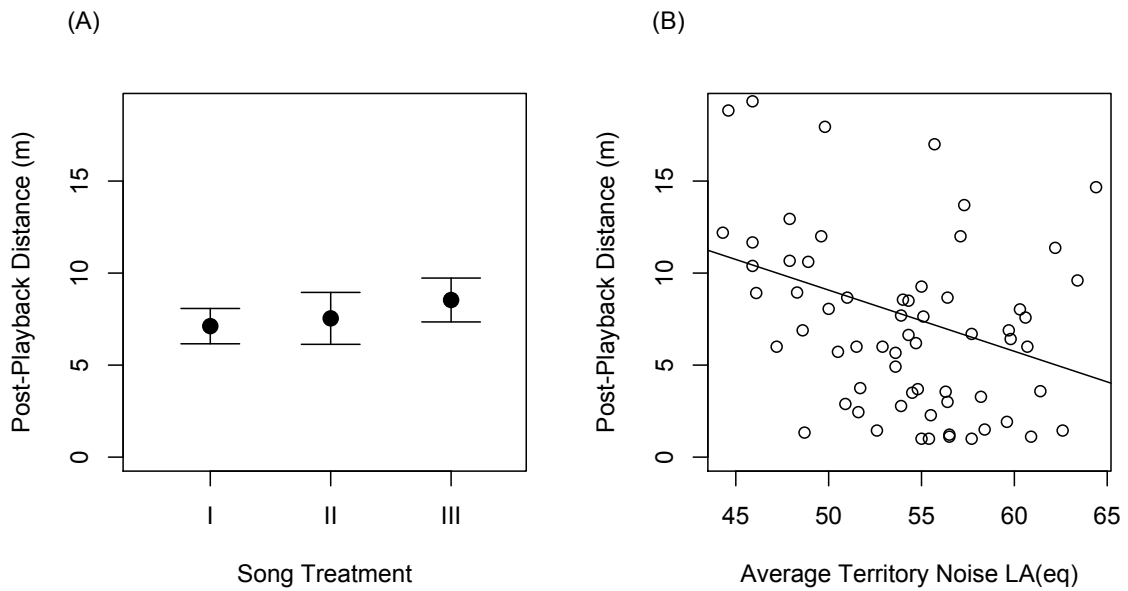 (A)
Post-Playback Distance (m)
15
10
5
0
I II III
Song Treatment
(B)
Post-Playback Distance (m)
15
10
5
0
45 50 55 60 65
Average Territory Noise LA(eq)